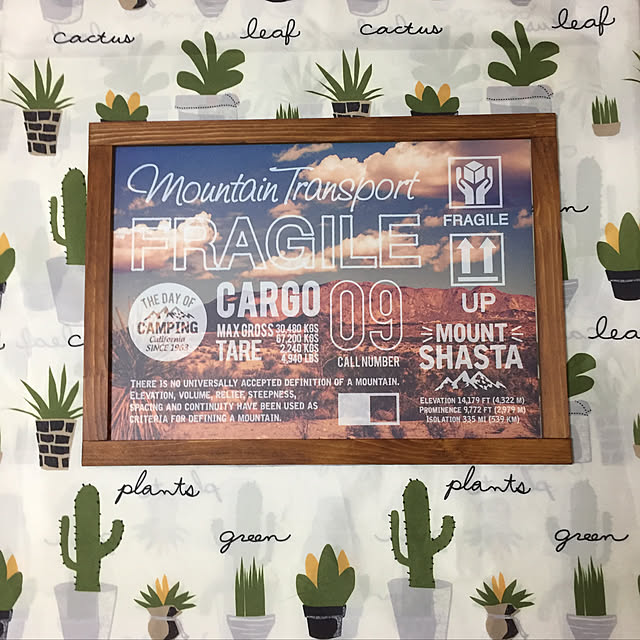 cactus
leaf
cactus
leaf
Mountain Transport
FRAGILE
FRAGILE
UP
THE DAY OF
CAMPING
California
SINCE 1983
CARGO
09
MAX GROSS 30,480 KGS
67,200 KGS
TARE 2,240 KGS
4,940 LBS
CALL NUMBER
MOUNT
SHASTA
ELEVATION 14,179 FT (4,322 M)
PROMINENCE 9,772 FT (2,979 M)
ISOLATION 335 MI (539 KM)
THERE IS NO UNIVERSALLY ACCEPTED DEFINITION OF A MOUNTAIN.
ELEVATION, VOLUME, RELIEF, STEEPNESS,
SPACING AND CONTINUITY HAVE BEEN USED AS
CRITERIA FOR DEFINING A MOUNTAIN.
plants
plants
green
green